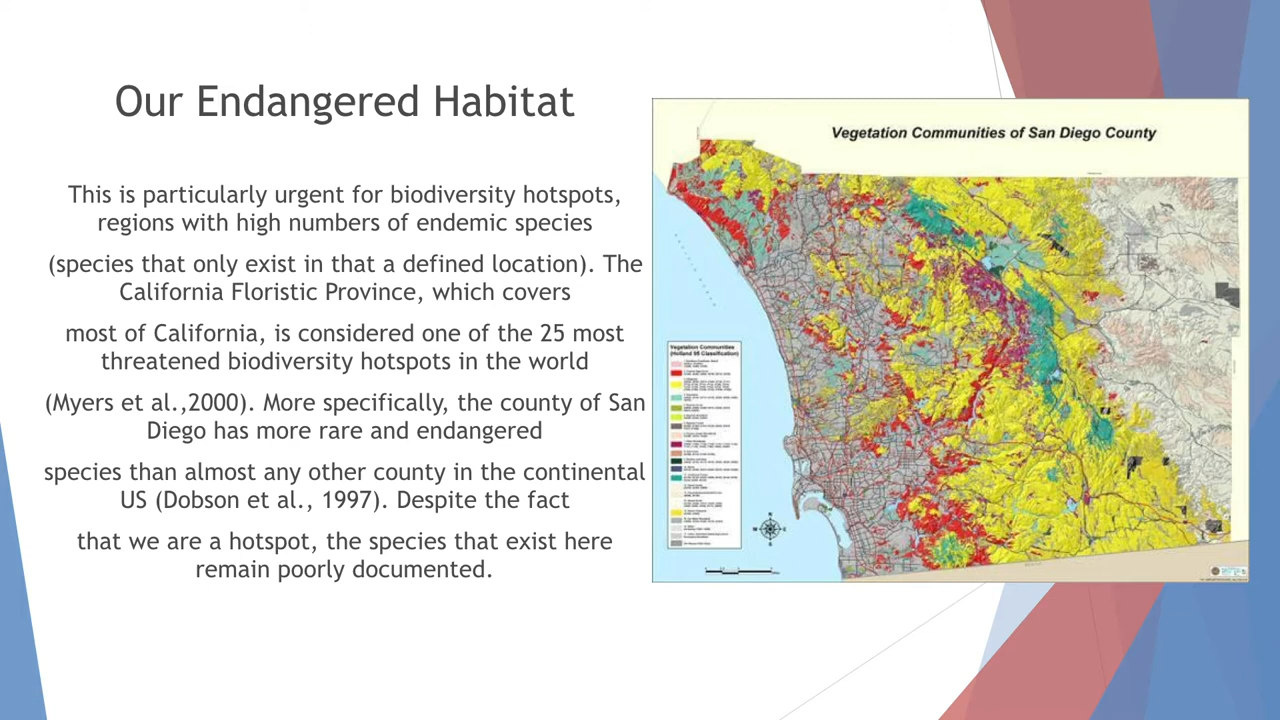 Our Endangered Habitat
This is particularly urgent for biodiversity hotspots,
regions with high numbers of endemic species
(species that only exist in that a defined location). The
California Floristic Province, which covers
most of California, is considered one of the 25 most
threatened biodiversity hotspots in the world
(Myers et al.,2000). More specifically, the county of San
Diego has more rare and endangered
species than almost any other county in the continental
US (Dobson et al., 1997). Despite the fact
that we are a hotspot, the species that exist here
remain poorly documented.
Vegetation Communities of San Diego County
Vegetation Communities
(Holland 95 Classification)
N
W
E
S